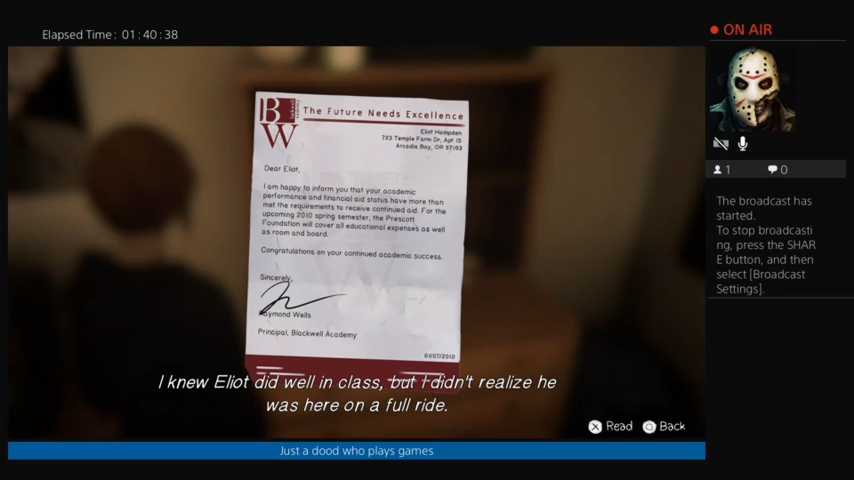 Elapsed Time: 01:40:38
ON AIR
BW
Blackwell Academy
The Future Needs Excellence
Eliot Hampden
723 Temple Farm Dr, Apt 15
Arcadia Bay, OR 97103
Dear Eliot,
I am happy to inform you that your academic
performance and financial aid status have more than
met the requirements to receive continued aid. For the
upcoming 2010 spring semester, the Prescott
Foundation will cover all educational expenses as well
as room and board.
Congratulations on your continued academic success.
Sincerely,
Raymond Wells
Principal, Blackwell Academy
01/07/2010
I knew Eliot did well in class, but I didn't realize he
was here on a full ride.
Read Back
Just a dood who plays games
1 0
The broadcast has
started.
To stop broadcasti
ng, press the SHAR
E button, and then
select [Broadcast
Settings].